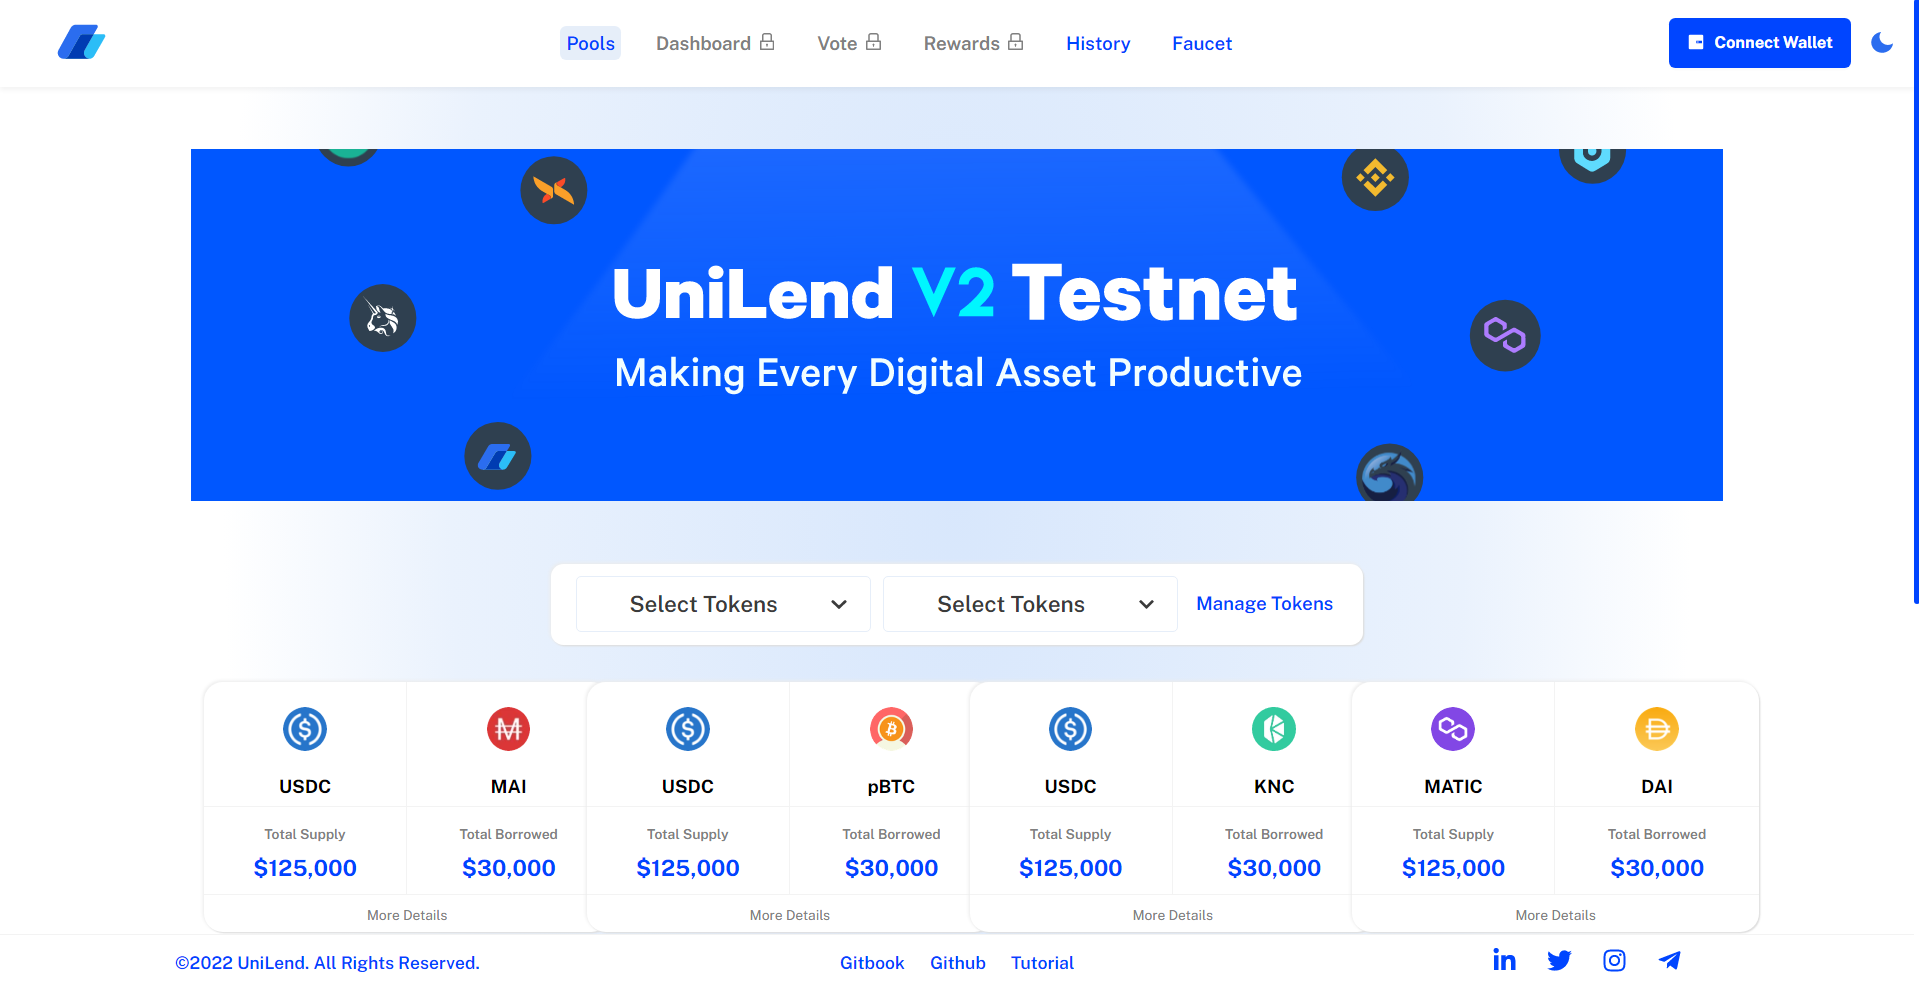 Pools Dashboard Vote Rewards History Faucet Connect Wallet
UniLend V2 Testnet
Making Every Digital Asset Productive
Select Tokens Select Tokens Manage Tokens
USDC MAI USDC pBTC USDC KNC MATIC DAI
Total Supply Total Borrowed Total Supply Total Borrowed Total Supply Total Borrowed Total Supply Total Borrowed
$125,000 $30,000 $125,000 $30,000 $125,000 $30,000 $125,000 $30,000
More Details More Details More Details More Details
©2022 UniLend. All Rights Reserved. Gitbook Github Tutorial